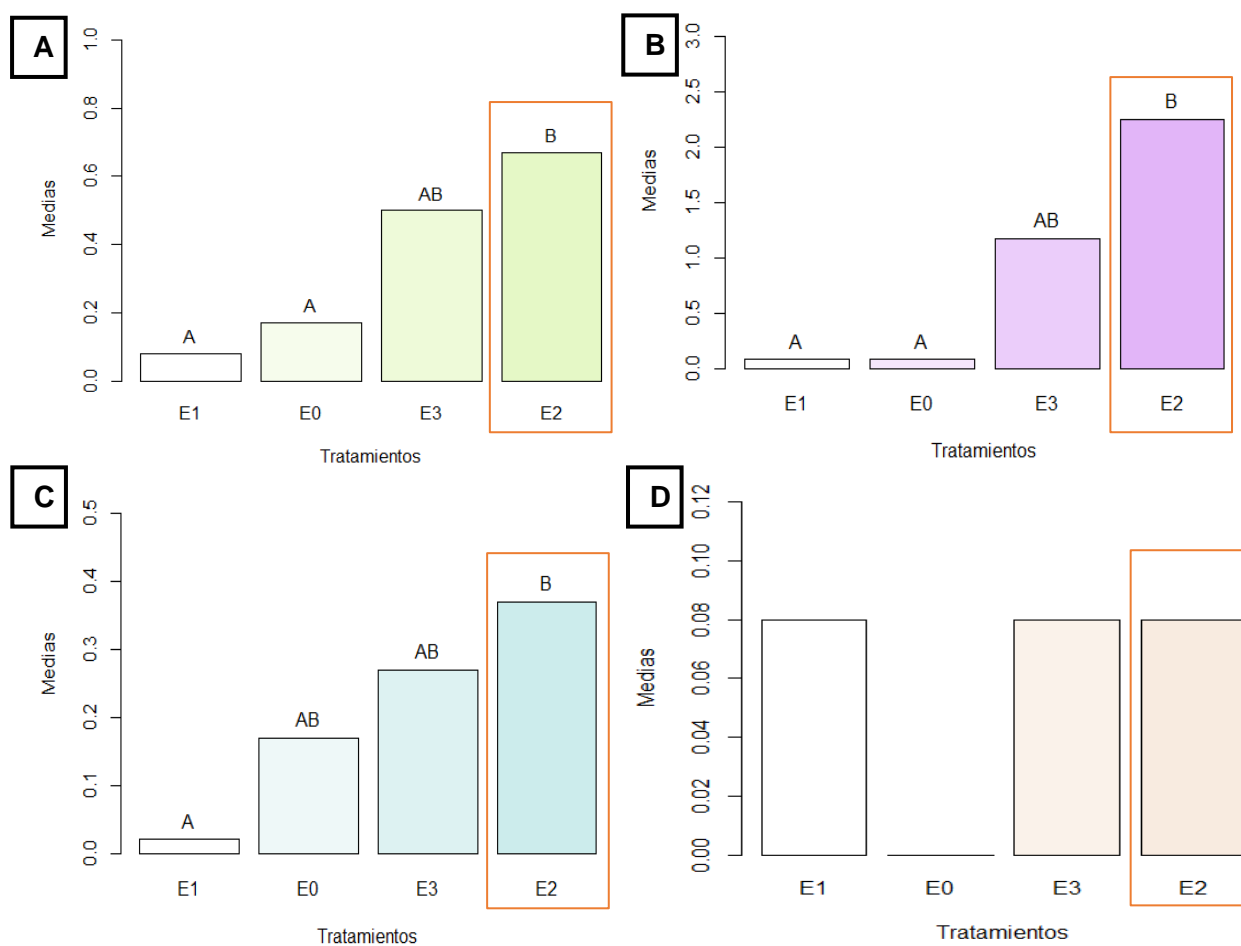 A
1.0
0.8
0.6
0.4
0.2
0.0
Medias
A
A
AB
B
E1
E0
E3
E2
Tratamientos
B
3.0
2.5
2.0
1.5
1.0
0.5
0.0
Medias
A
A
AB
B
E1
E0
E3
E2
Tratamientos
C
0.5
0.4
0.3
0.2
0.1
0.0
Medias
A
AB
AB
B
E1
E0
E3
E2
Tratamientos
D
0.12
0.10
0.08
0.06
0.04
0.02
0.00
Medias
E1
E0
E3
E2
Tratamientos